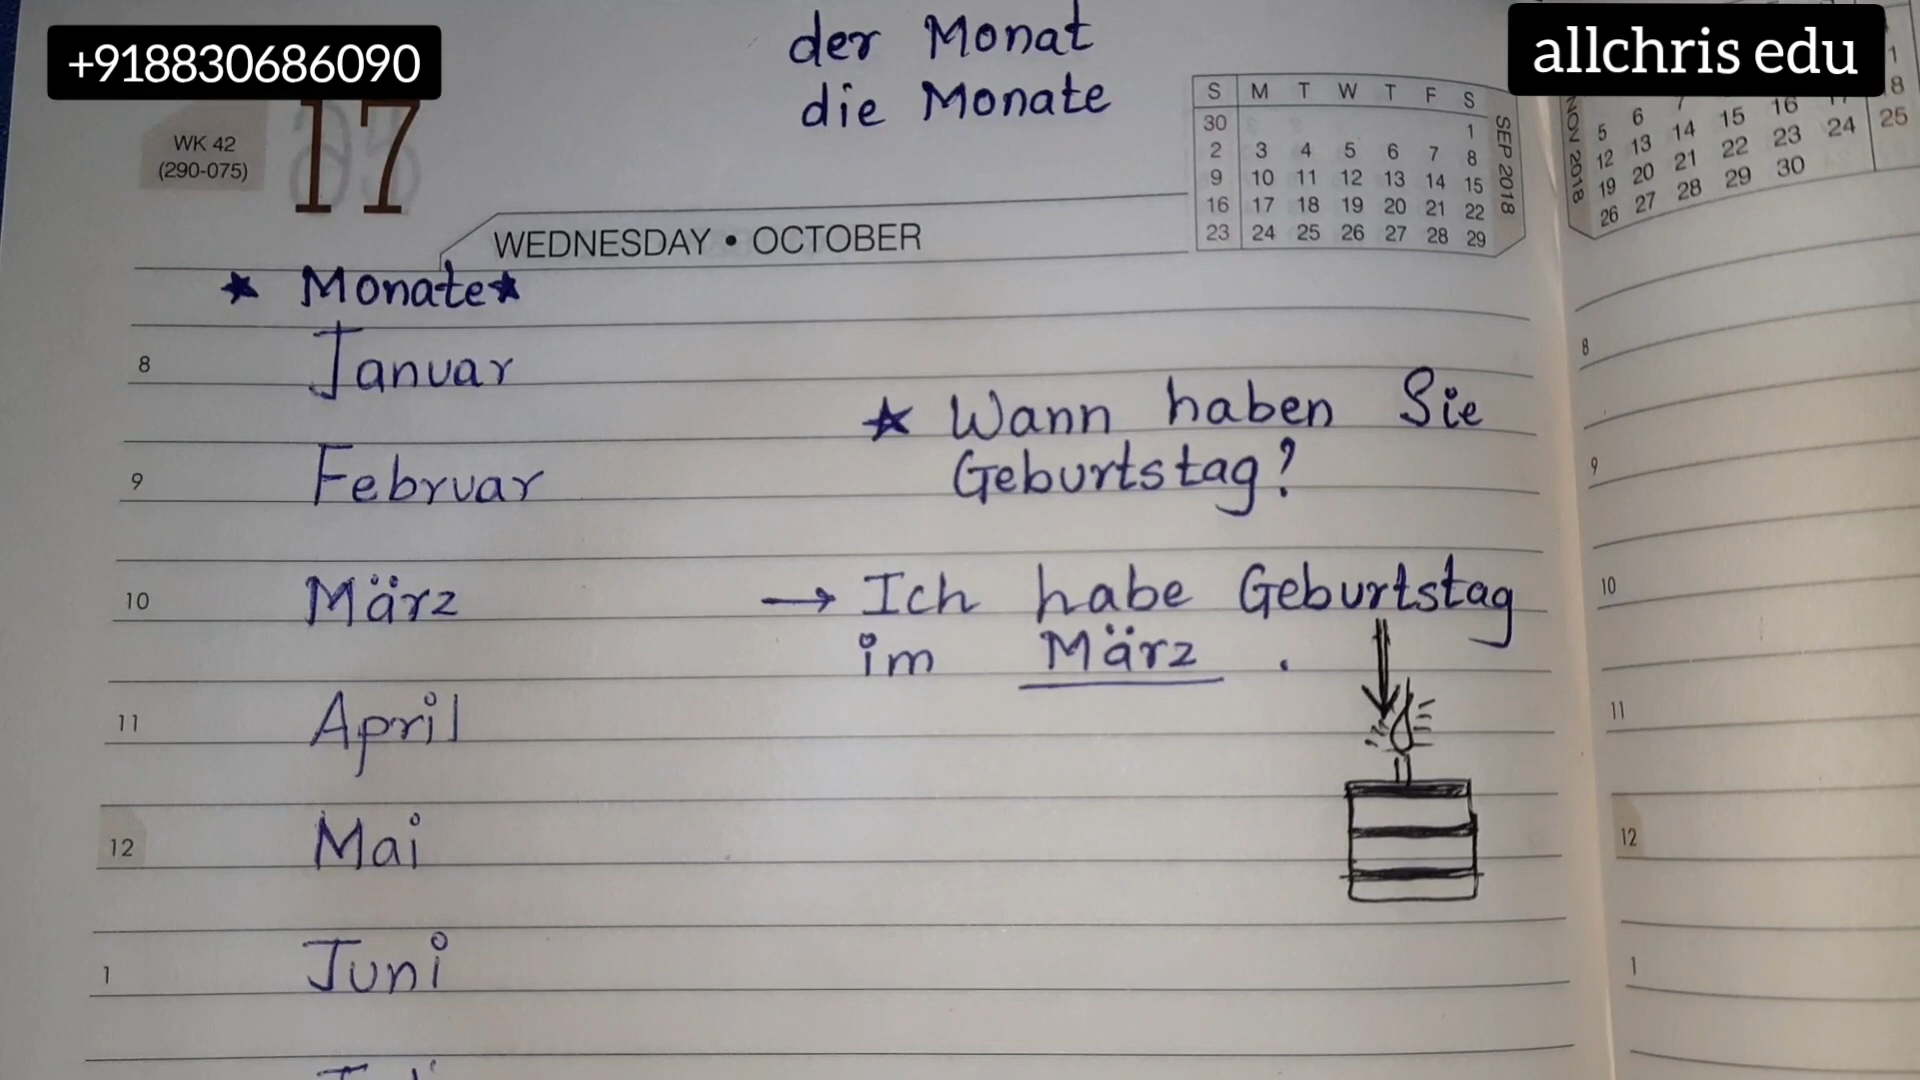 +918830686090
allchris edu
der Monat
die Monate
WK 42
(290-075)
17
WEDNESDAY • OCTOBER
S M T W T F S
30 1
2 3 4 5 6 7 8
9 10 11 12 13 14 15
16 17 18 19 20 21 22
23 24 25 26 27 28 29
SEP 2018
1
5 6 7 8
12 13 14 15 16 17 18
19 20 21 22 23 24 25
26 27 28 29 30
NOV 2018
★ Monate ★
8 Januar
★ Wann haben Sie
Geburtstag?
9 Februar
10 März
→ Ich habe Geburtstag
im März .
11 April
12 Mai
1 Juni
8
9
10
11
12
1